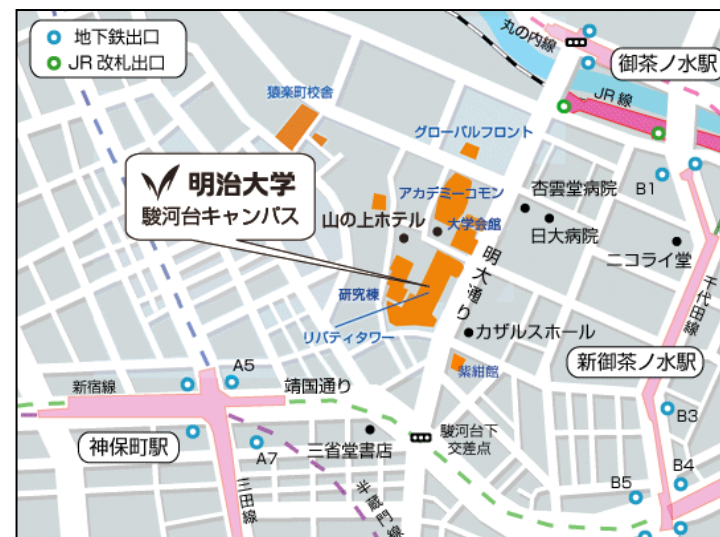 地下鉄出口
JR 改札出口
丸の内線
御茶ノ水駅
JR 線
猿楽町校舎
グローバルフロント
明治大学
駿河台キャンパス
アカデミーコモン
杏雲堂病院
B1
山の上ホテル
大学会館
日大病院
ニコライ堂
明大通り
千代田線
研究棟
リバティタワー
カザルスホール
新御茶ノ水駅
紫紺館
A5
新宿線
靖国通り
B3
神保町駅
A7
三省堂書店
駿河台下
交差点
三田線
半蔵門線
B5
B4